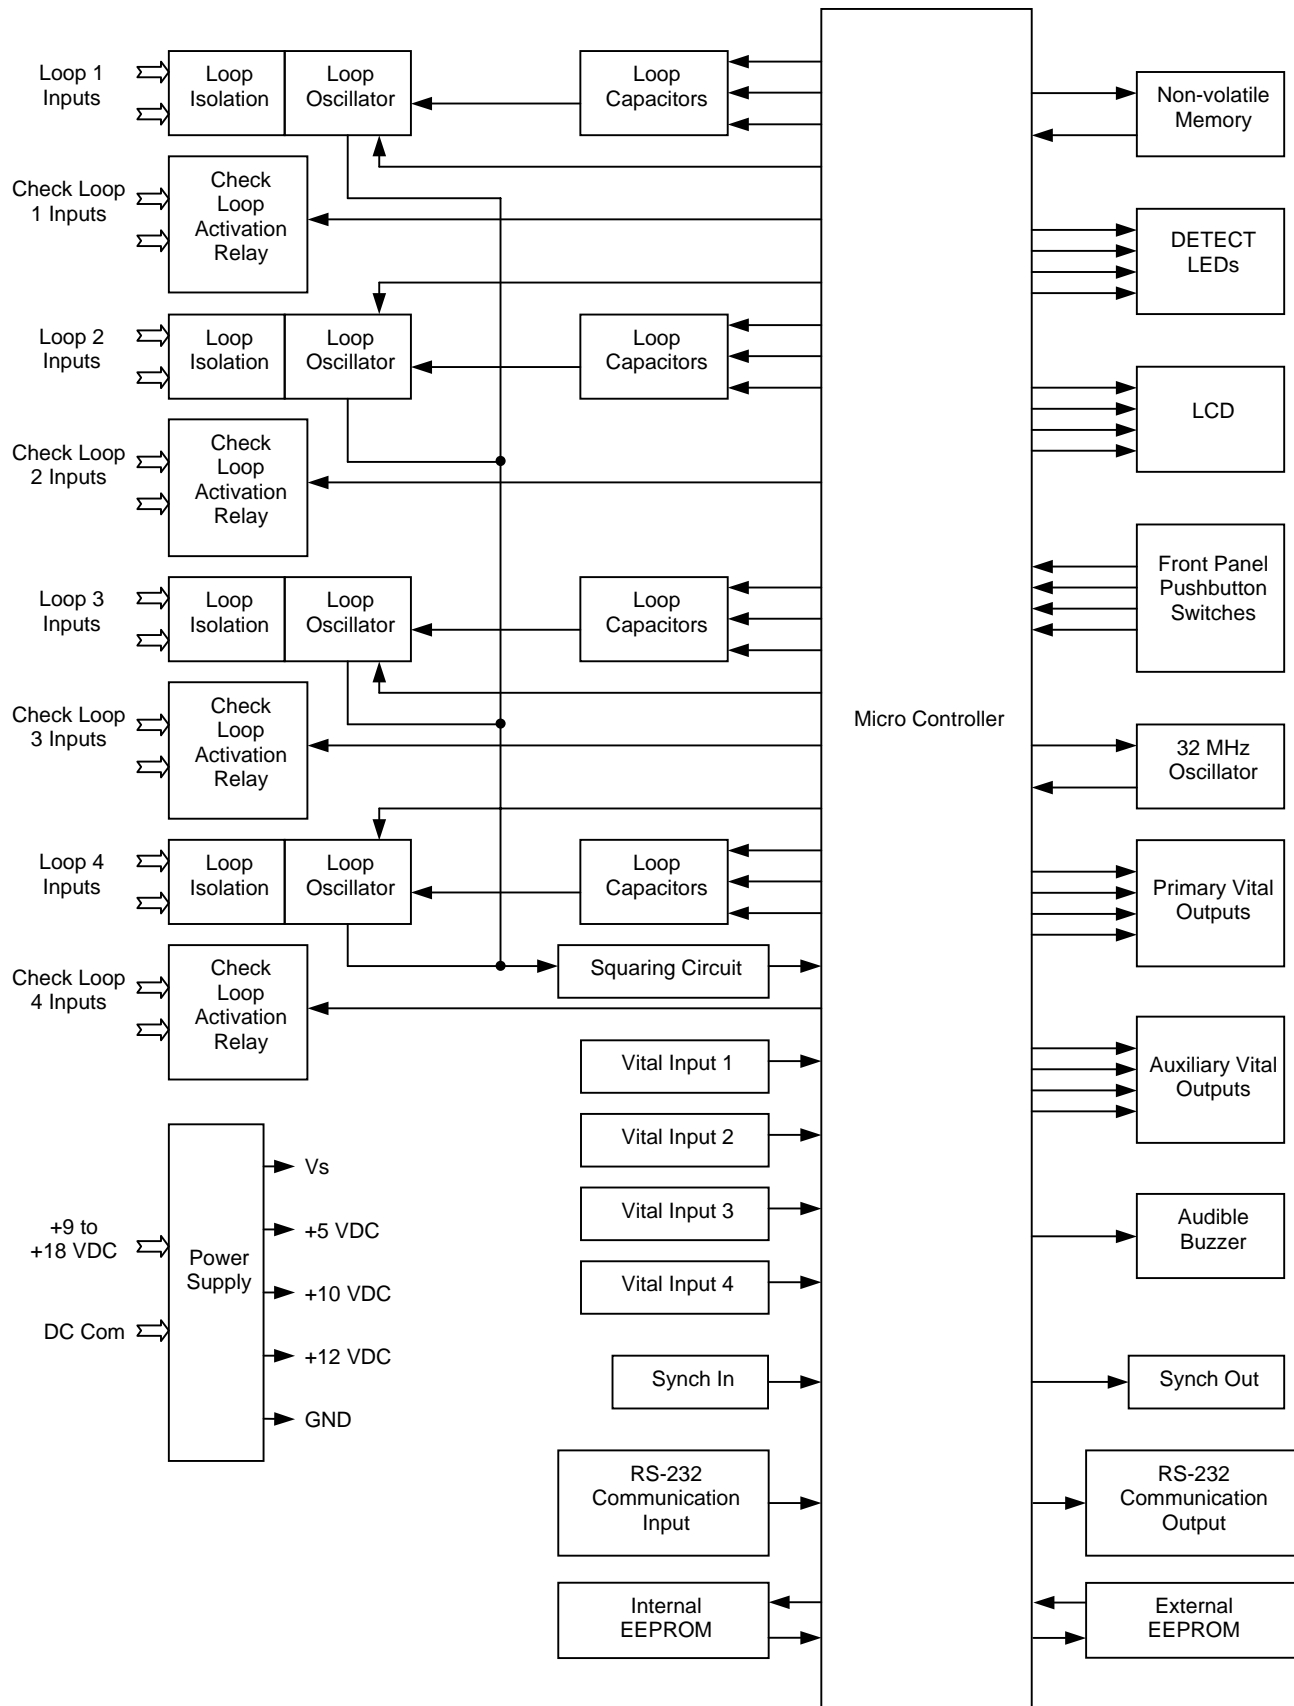 Loop 1
Inputs
Loop
Isolation
Loop
Oscillator
Loop
Capacitors
Check Loop
1 Inputs
Check
Loop
Activation
Relay
Loop 2
Inputs
Loop
Isolation
Loop
Oscillator
Loop
Capacitors
Check Loop
2 Inputs
Check
Loop
Activation
Relay
Loop 3
Inputs
Loop
Isolation
Loop
Oscillator
Loop
Capacitors
Check Loop
3 Inputs
Check
Loop
Activation
Relay
Loop 4
Inputs
Loop
Isolation
Loop
Oscillator
Loop
Capacitors
Check Loop
4 Inputs
Check
Loop
Activation
Relay
Squaring Circuit
Vital Input 1
Vital Input 2
Vital Input 3
Vital Input 4
Synch In
RS-232
Communication
Input
Internal
EEPROM
+9 to
+18 VDC
DC Com
Power
Supply
Vs
+5 VDC
+10 VDC
+12 VDC
GND
Micro Controller
Non-volatile
Memory
DETECT
LEDs
LCD
Front Panel
Pushbutton
Switches
32 MHz
Oscillator
Primary Vital
Outputs
Auxiliary Vital
Outputs
Audible
Buzzer
Synch Out
RS-232
Communication
Output
External
EEPROM